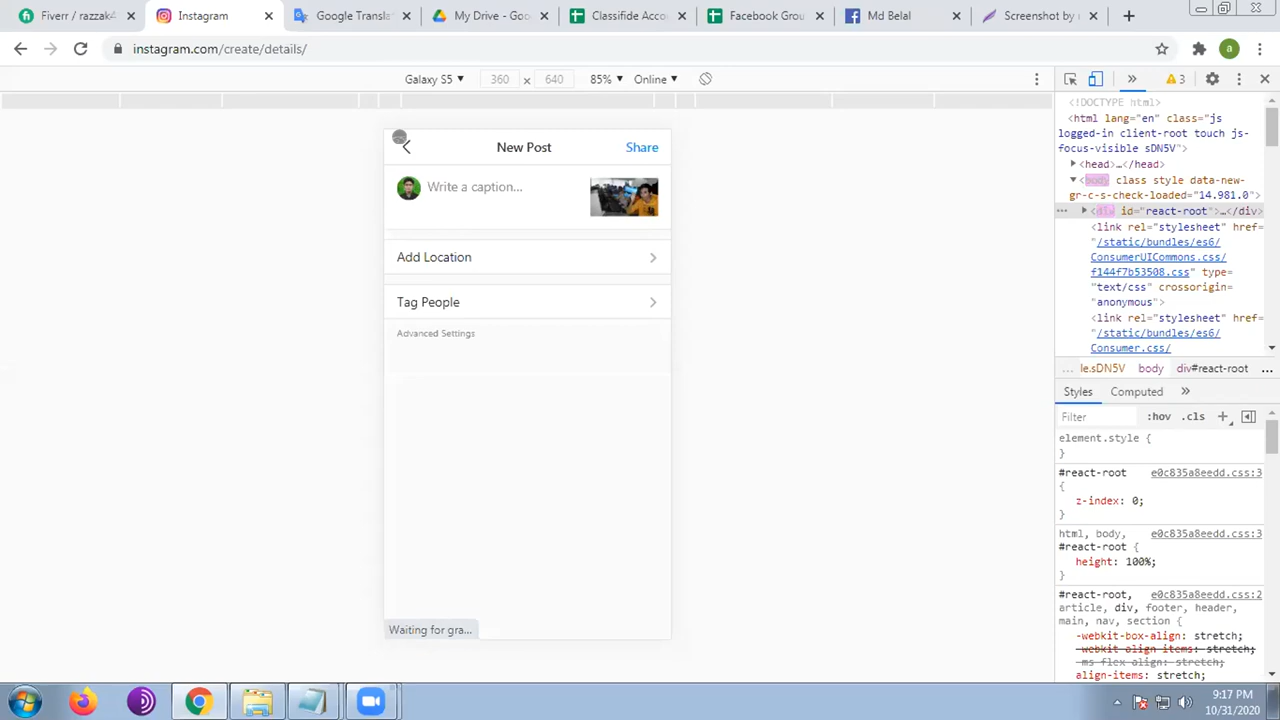 Fiverr / razzak-
Instagram
Google Transla
My Drive - Goo
Classifide Acco
Facebook Grou
Md Belal
Screenshot by
instagram.com/create/details/
a
Galaxy S5 360 × 640 85% Online
3
New Post
Share
Write a caption...
Add Location
Tag People
Advanced Settings
Waiting for gra...
<!DOCTYPE html>
<html lang="en" class="js
logged-in client-root touch js-
focus-visible sDN5V">
<head>…</head>
<body class style data-new-
gr-c-s-check-loaded="14.981.0">
<div id="react-root">…</div>
<link rel="stylesheet" href=
"/static/bundles/es6/
ConsumerUICommons.css/
f144f7b53508.css" type=
"text/css" crossorigin=
"anonymous">
<link rel="stylesheet" href=
"/static/bundles/es6/
Consumer.css/
... le.sDN5V body div#react-root ...
Styles Computed
Filter :hov .cls
element.style {
}
#react-root e0c835a8eedd.css:3
{
z-index: 0;
}
html, body, e0c835a8eedd.css:3
#react-root {
height: 100%;
}
#react-root, e0c835a8eedd.css:2
article, div, footer, header,
main, nav, section {
-webkit-box-align: stretch;
-webkit-align-items: stretch;
-ms-flex-align: stretch;
align-items: stretch;
9:17 PM
10/31/2020